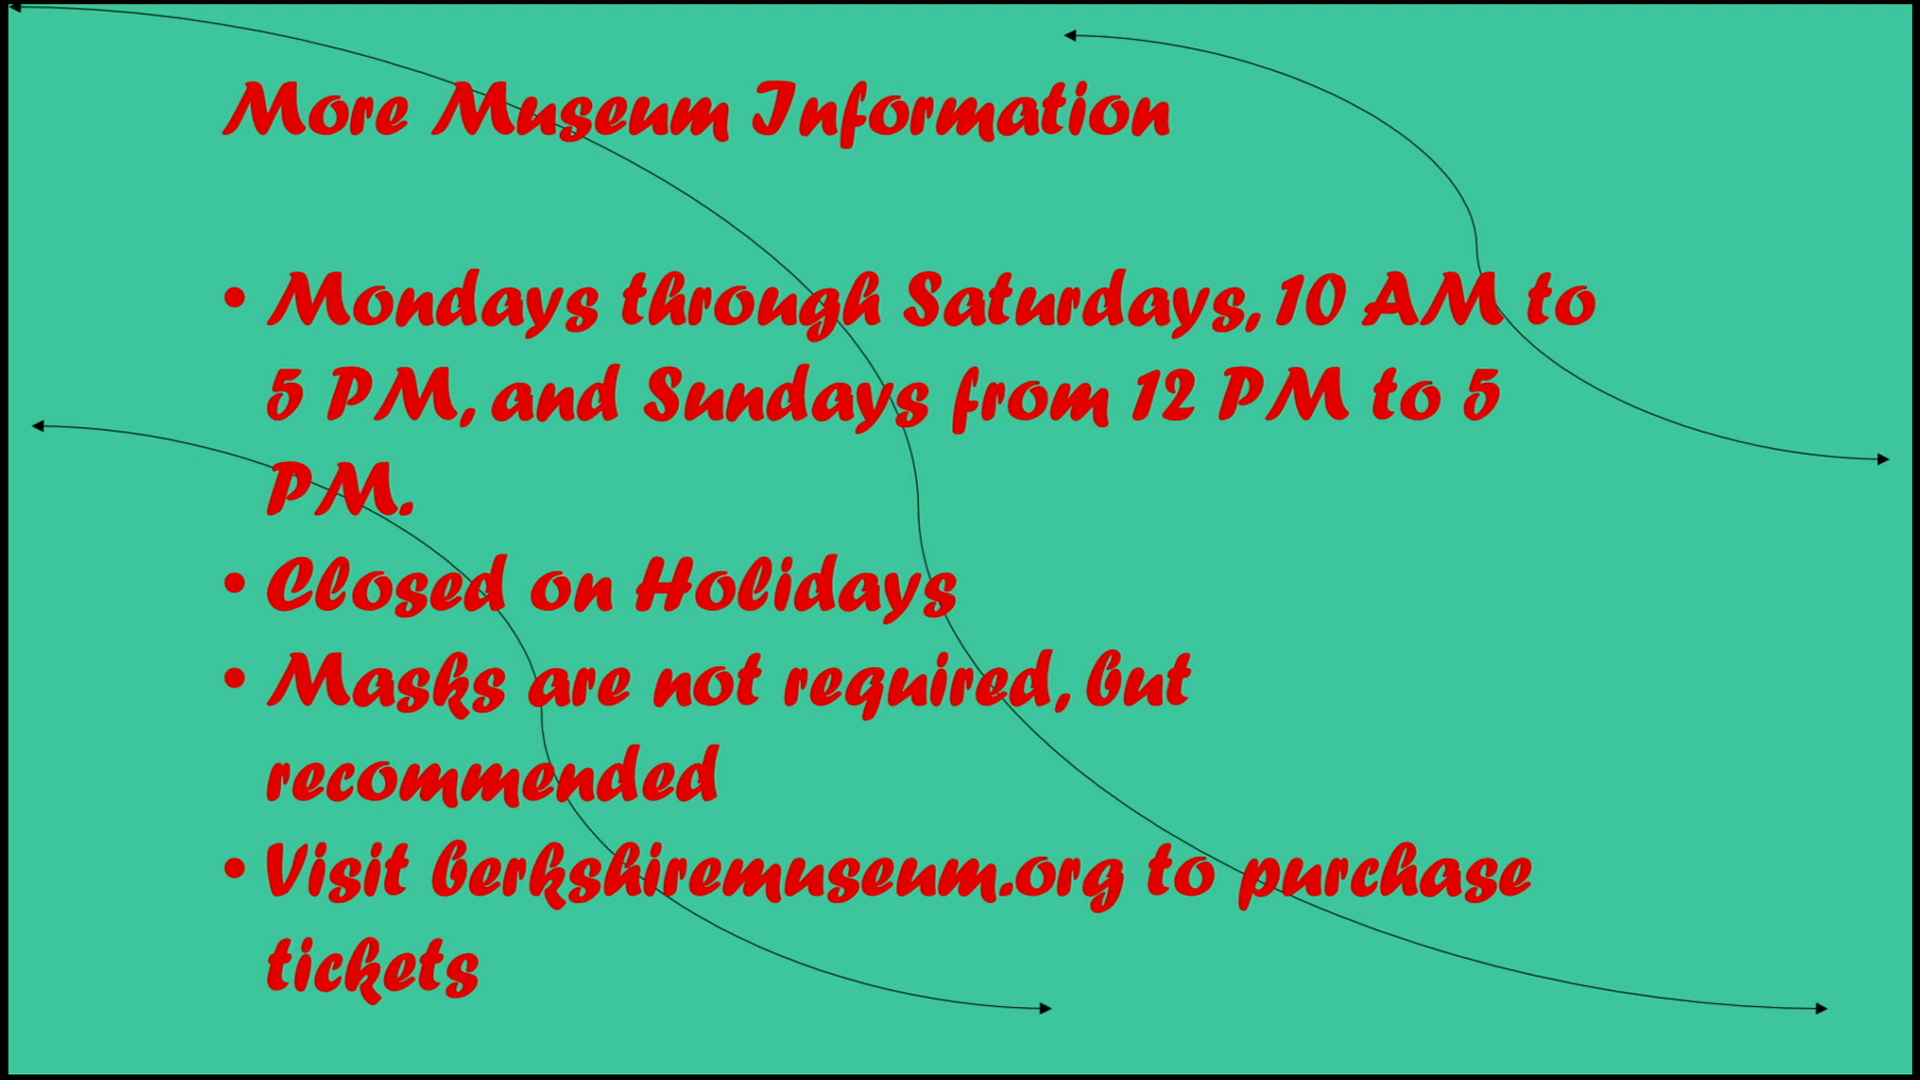 More Museum Information
• Mondays through Saturdays, 10 AM to
5 PM, and Sundays from 12 PM to 5
PM.
• Closed on Holidays
• Masks are not required, but
recommended
• Visit berkshiremuseum.org to purchase
tickets